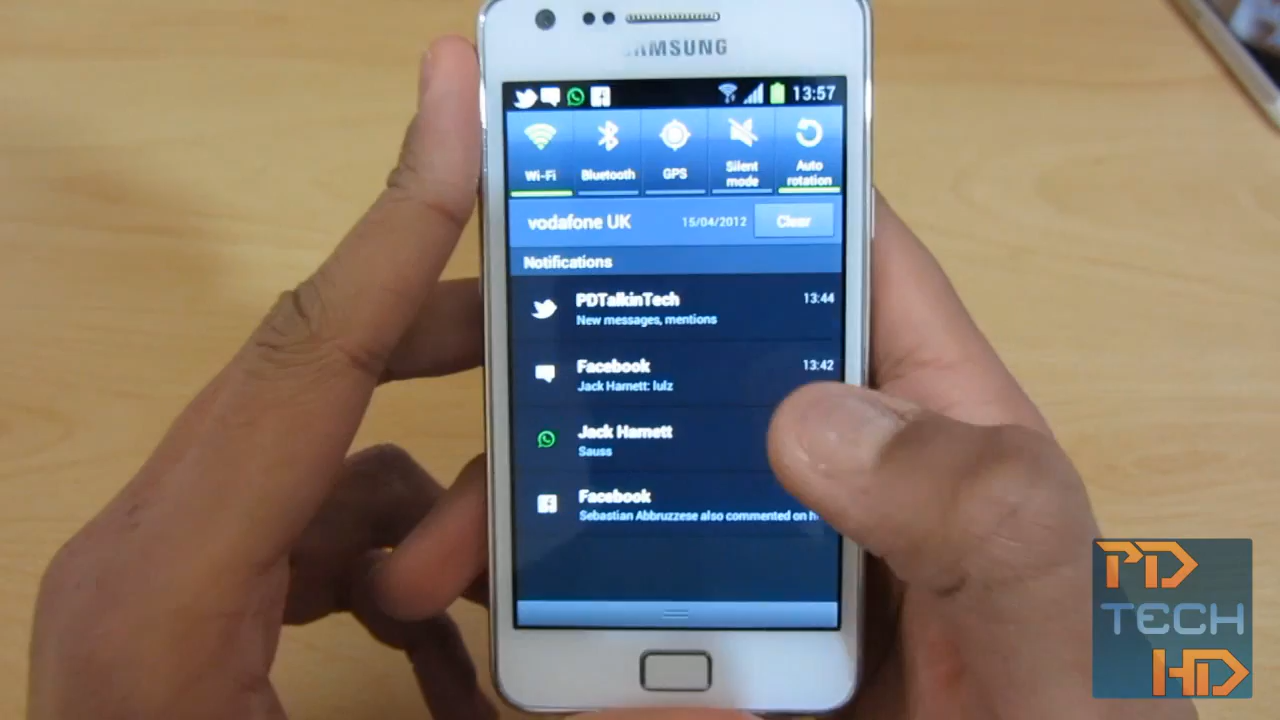 SAMSUNG
13:57
Wi-Fi
Bluetooth
GPS
Silent
mode
Auto
rotation
vodafone UK
15/04/2012
Clear
Notifications
PDTalkinTech
13:44
New messages, mentions
Facebook
13:42
Jack Harnett: lulz
Jack Harnett
Sauss
Facebook
Sebastian Abbruzzese also commented on
PD
TECH
HD